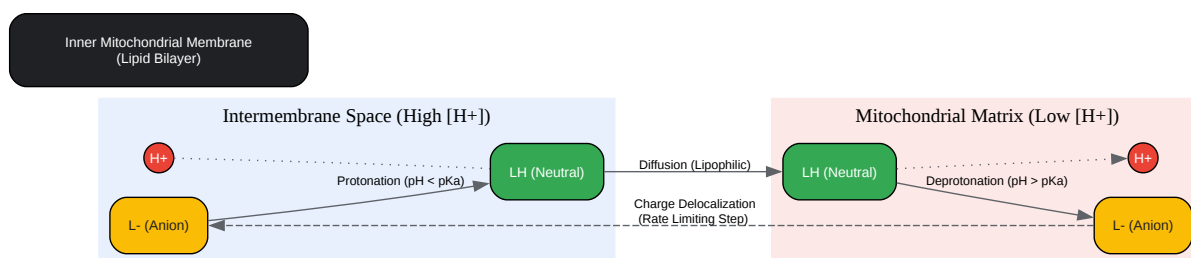 Inner Mitochondrial Membrane
(Lipid Bilayer)
Intermembrane Space (High [H+])
Mitochondrial Matrix (Low [H+])
H+
LH (Neutral)
Diffusion (Lipophilic)
LH (Neutral)
H+
Protonation (pH < pKa)
Deprotonation (pH > pKa)
Charge Delocalization
(Rate Limiting Step)
L- (Anion)
L- (Anion)